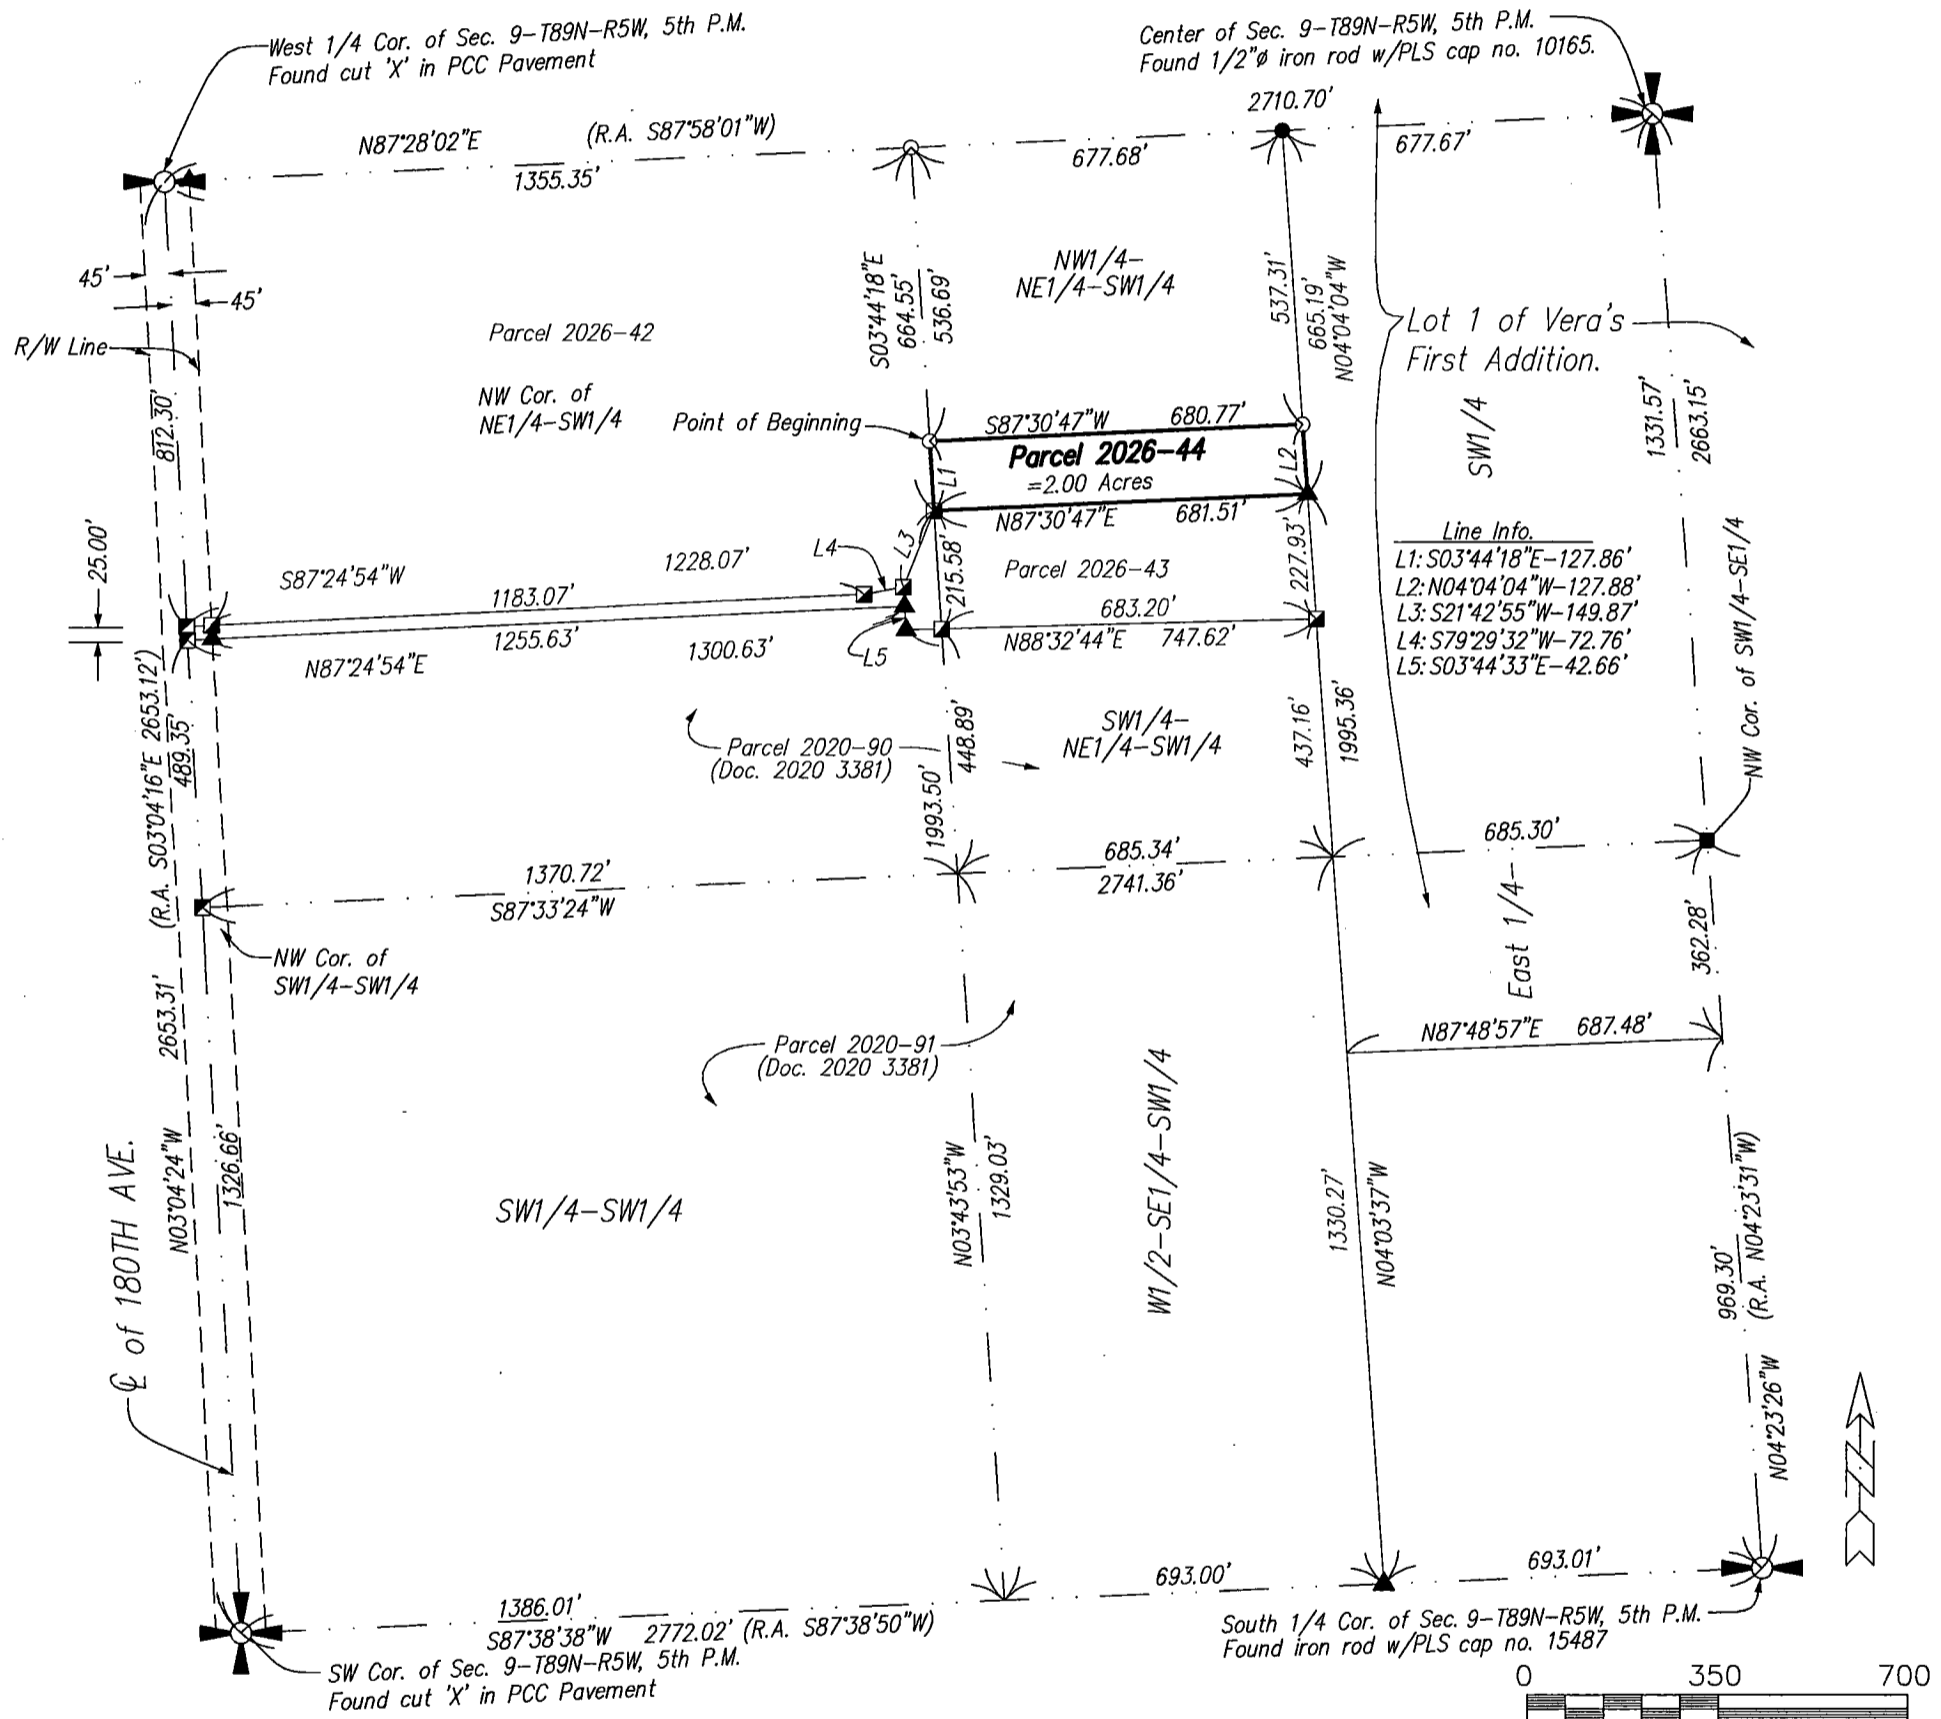 West 1/4 Cor. of Sec. 9-T89N-R5W, 5th P.M.
Found cut 'X' in PCC Pavement
Center of Sec. 9-T89N-R5W, 5th P.M.
Found 1/2"ø iron rod w/PLS cap no. 10165.
2710.70'
N87°28'02"E
(R.A. S87°58'01"W)
1355.35'
677.68'
677.67'
45'
45'
R/W Line
Parcel 2026-42
S03°44'18"E
664.55'
536.69'
NW1/4-
NE1/4-SW1/4
537.31'
665.19'
N04°04'04"W
Lot 1 of Vera's
First Addition.
812.30'
NW Cor. of
NE1/4-SW1/4
Point of Beginning
S87°30'47"W 680.77'
Parcel 2026-44
=2.00 Acres
L1
L2
N87°30'47"E 681.51'
SW1/4
1331.57'
2663.15'
25.00'
S87°24'54"W
1228.07'
1183.07'
L4
L3
215.58'
Parcel 2026-43
227.93'
683.20'
N88°32'44"E 747.62'
1255.63'
1300.63'
N87°24'54"E
L5
Line Info.
L1: S03°44'18"E-127.86'
L2: N04°04'04"W-127.88'
L3: S21°42'55"W-149.87'
L4: S79°29'32"W-72.76'
L5: S03°44'33"E-42.66'
NW Cor. of SW1/4-SE1/4
(R.A. S03°04'16"E 2653.12')
489.35'
Parcel 2020-90
(Doc. 2020 3381)
1993.50'
448.89'
SW1/4-
NE1/4-SW1/4
437.16'
1995.36'
1370.72'
S87°33'24"W
685.34'
2741.36'
685.30'
East 1/4-
362.28'
NW Cor. of
SW1/4-SW1/4
2653.31'
N03°04'24"W
1326.66'
Parcel 2020-91
(Doc. 2020 3381)
N87°48'57"E 687.48'
℄ of 180TH AVE.
SW1/4-SW1/4
N03°43'53"W
1329.03'
W1/2-SE1/4-SW1/4
1330.27'
N04°03'37"W
969.30'
(R.A. N04°23'31"W)
N04°23'26"W
N
1386.01'
S87°38'38"W 2772.02' (R.A. S87°38'50"W)
693.00'
693.01'
SW Cor. of Sec. 9-T89N-R5W, 5th P.M.
Found cut 'X' in PCC Pavement
South 1/4 Cor. of Sec. 9-T89N-R5W, 5th P.M.
Found iron rod w/PLS cap no. 15487
0 350 700